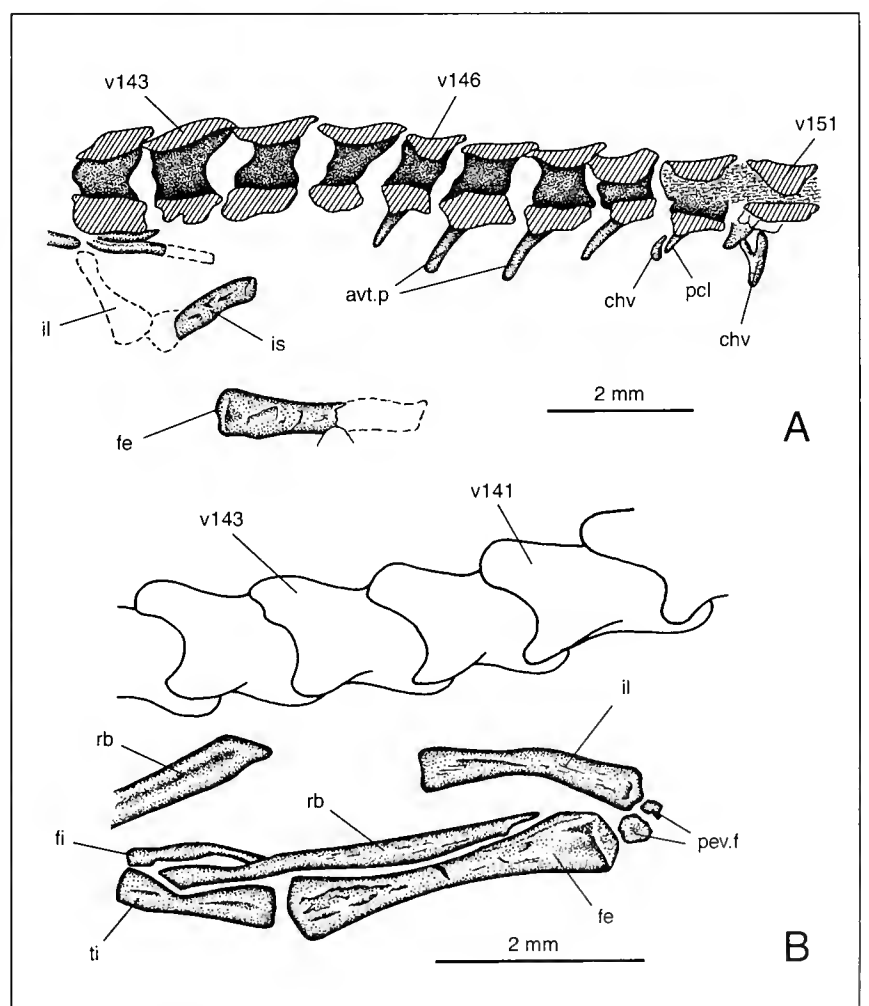 v143
v146
v151
il
is
avt.p
chv
pcl
chv
fe
2 mm
A
v141
v143
il
rb
rb
fi
pev.f
fe
ti
2 mm
B